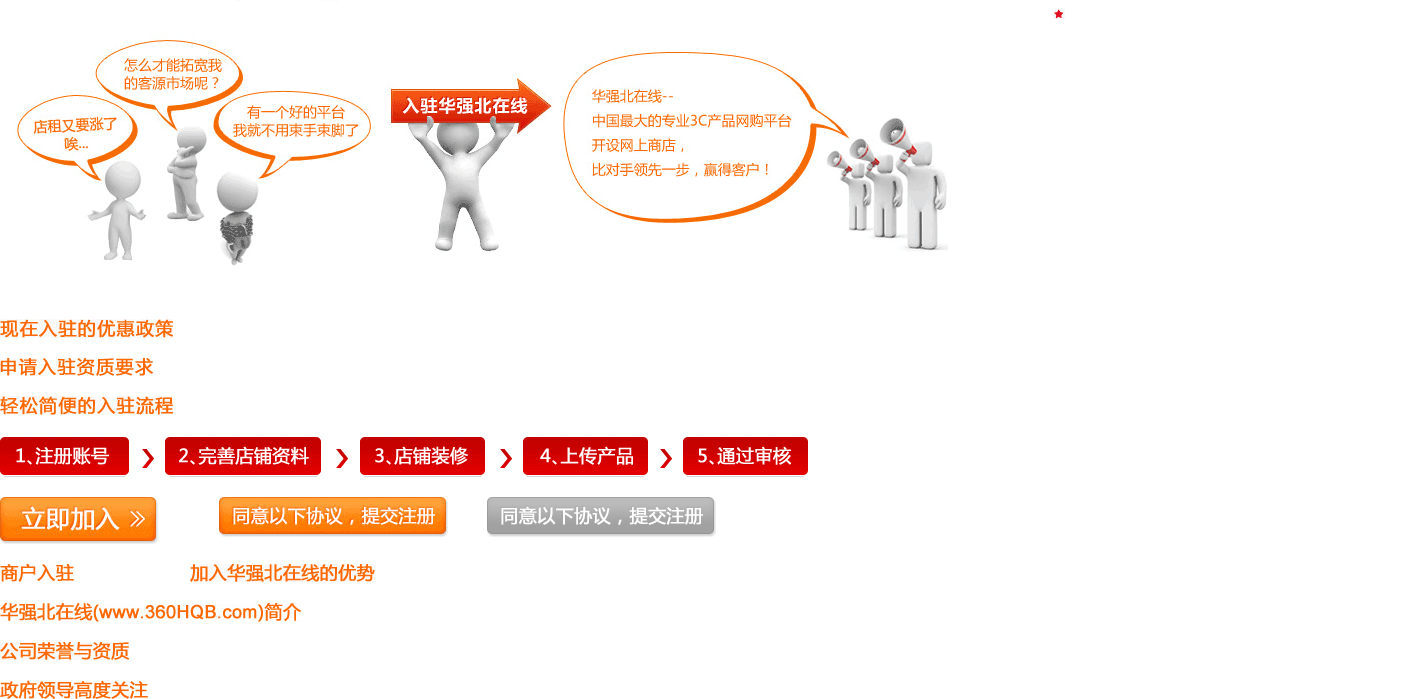 怎么才能拓宽我
的客源市场呢？
店租又要涨了
唉...
有一个好的平台
我就不用束手束脚了
入驻华强北在线
华强北在线--
中国最大的专业3C产品网购平台
开设网上商店，
比对手领先一步，赢得客户！
现在入驻的优惠政策
申请入驻资质要求
轻松简便的入驻流程
1、注册账号
2、完善店铺资料
3、店铺装修
4、上传产品
5、通过审核
立即加入
同意以下协议，提交注册
同意以下协议，提交注册
商户入驻
加入华强北在线的优势
华强北在线(www.360HQB.com)简介
公司荣誉与资质
政府领导高度关注